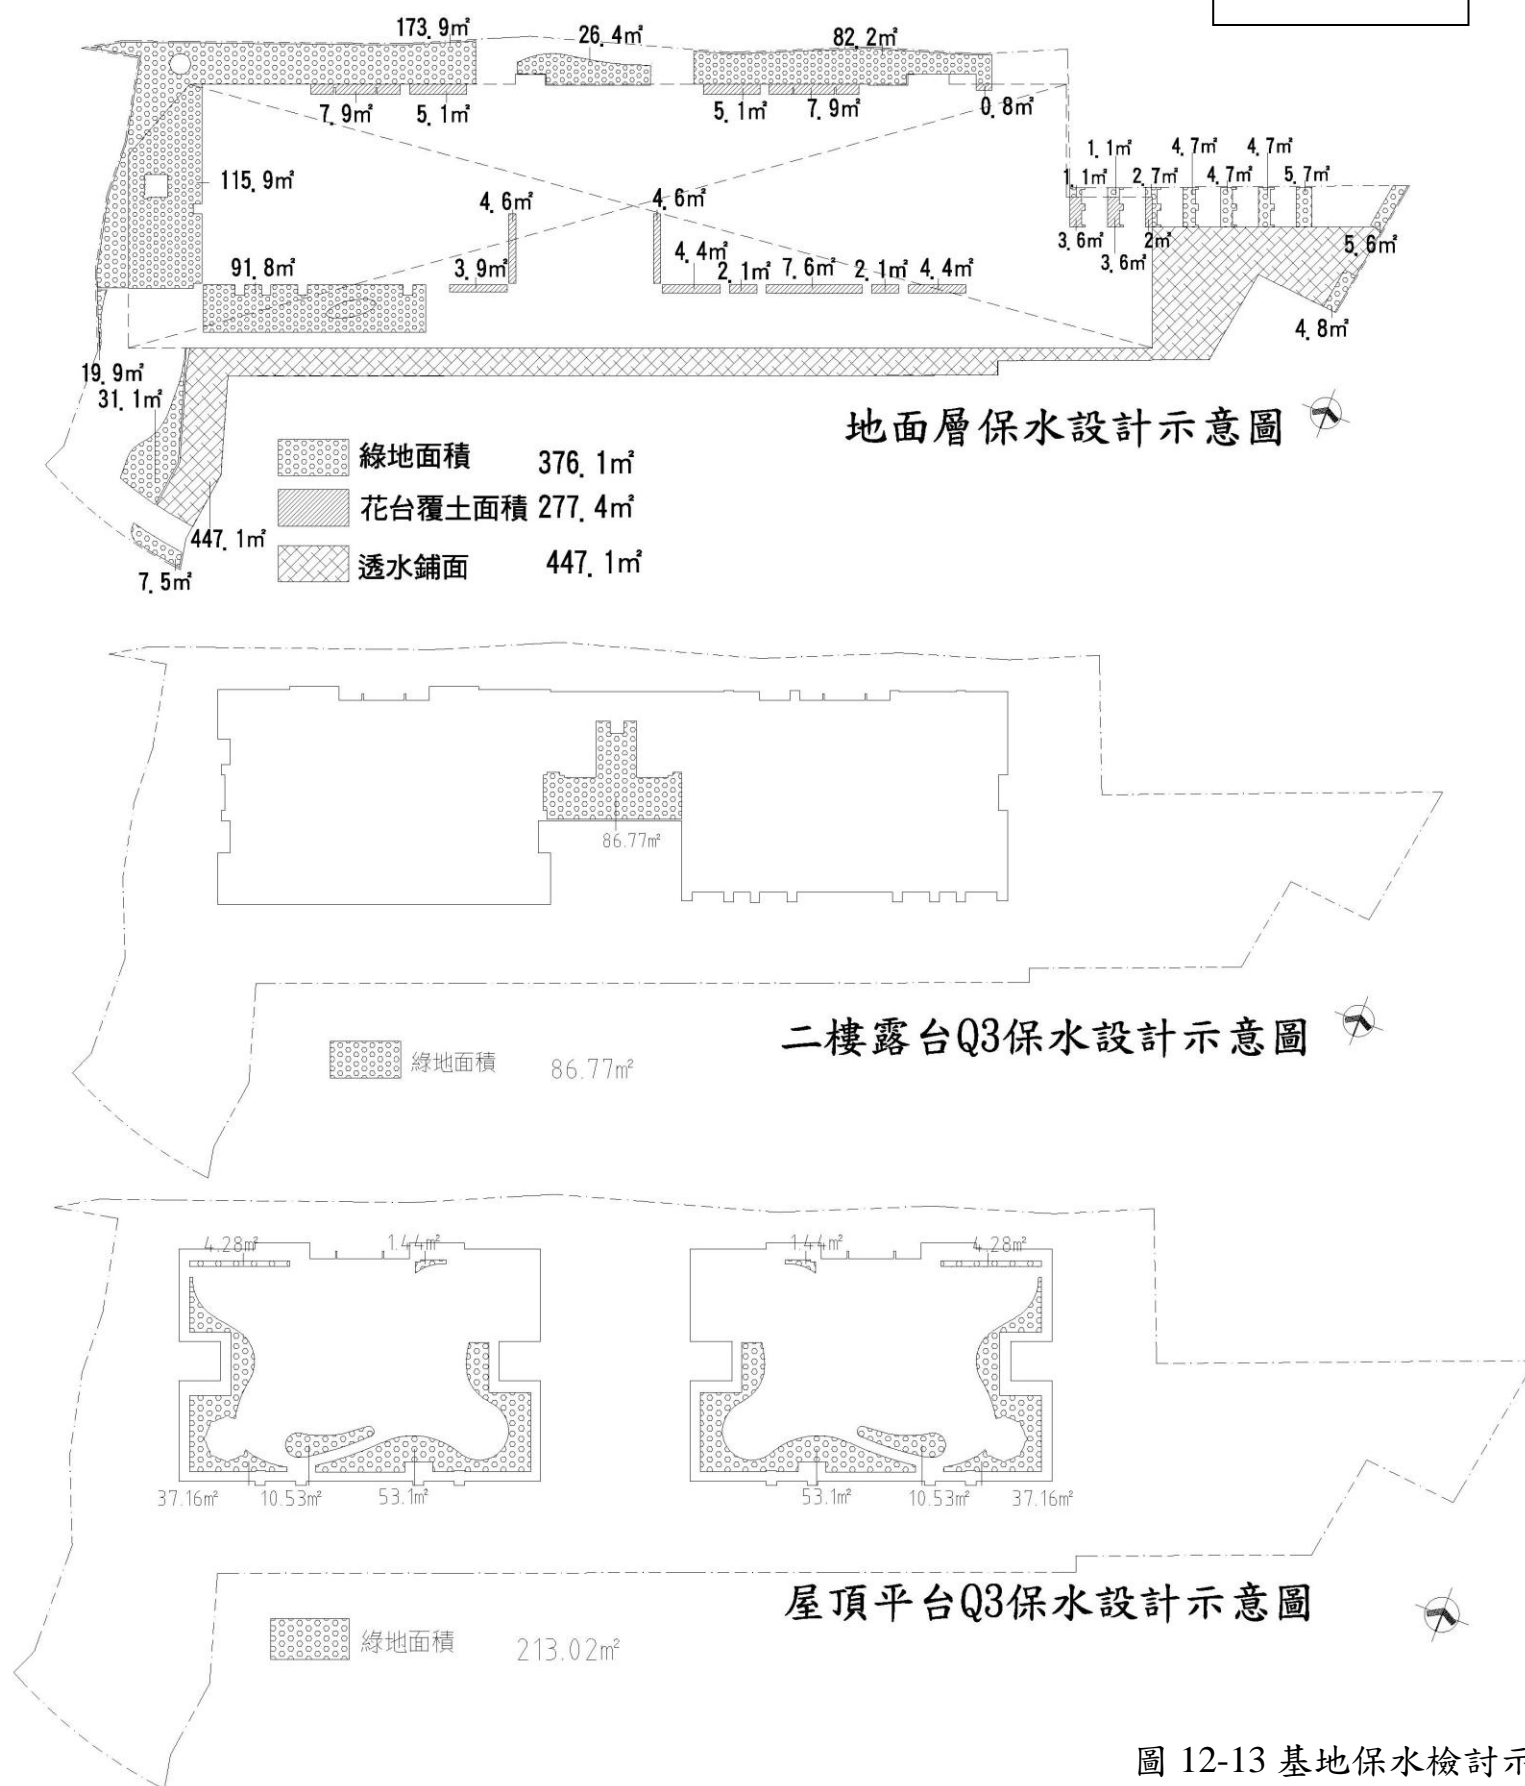 173.9㎡ 26.4㎡ 82.2㎡
7.9㎡ 5.1㎡ 5.1㎡ 7.9㎡ 0.8㎡
1.1㎡ 4.7㎡ 4.7㎡
115.9㎡ 1.1㎡ 2.7㎡ 4.7㎡ 5.7㎡
4.6㎡ 4.6㎡
3.6㎡ 3.6㎡ 2㎡ 5.6㎡
91.8㎡ 3.9㎡ 4.4㎡ 2.1㎡ 7.6㎡ 2.1㎡ 4.4㎡
4.8㎡
19.9㎡
31.1㎡
地面層保水設計示意圖
綠地面積 376.1㎡
花台覆土面積 277.4㎡
透水鋪面 447.1㎡
447.1㎡
7.5㎡
86.77㎡
二樓露台Q3保水設計示意圖
綠地面積 86.77㎡
4.28㎡ 1.44㎡ 1.44㎡ 4.28㎡
37.16㎡ 10.53㎡ 53.1㎡ 53.1㎡ 10.53㎡ 37.16㎡
屋頂平台Q3保水設計示意圖
綠地面積 213.02㎡
圖 12-13 基地保水檢討示